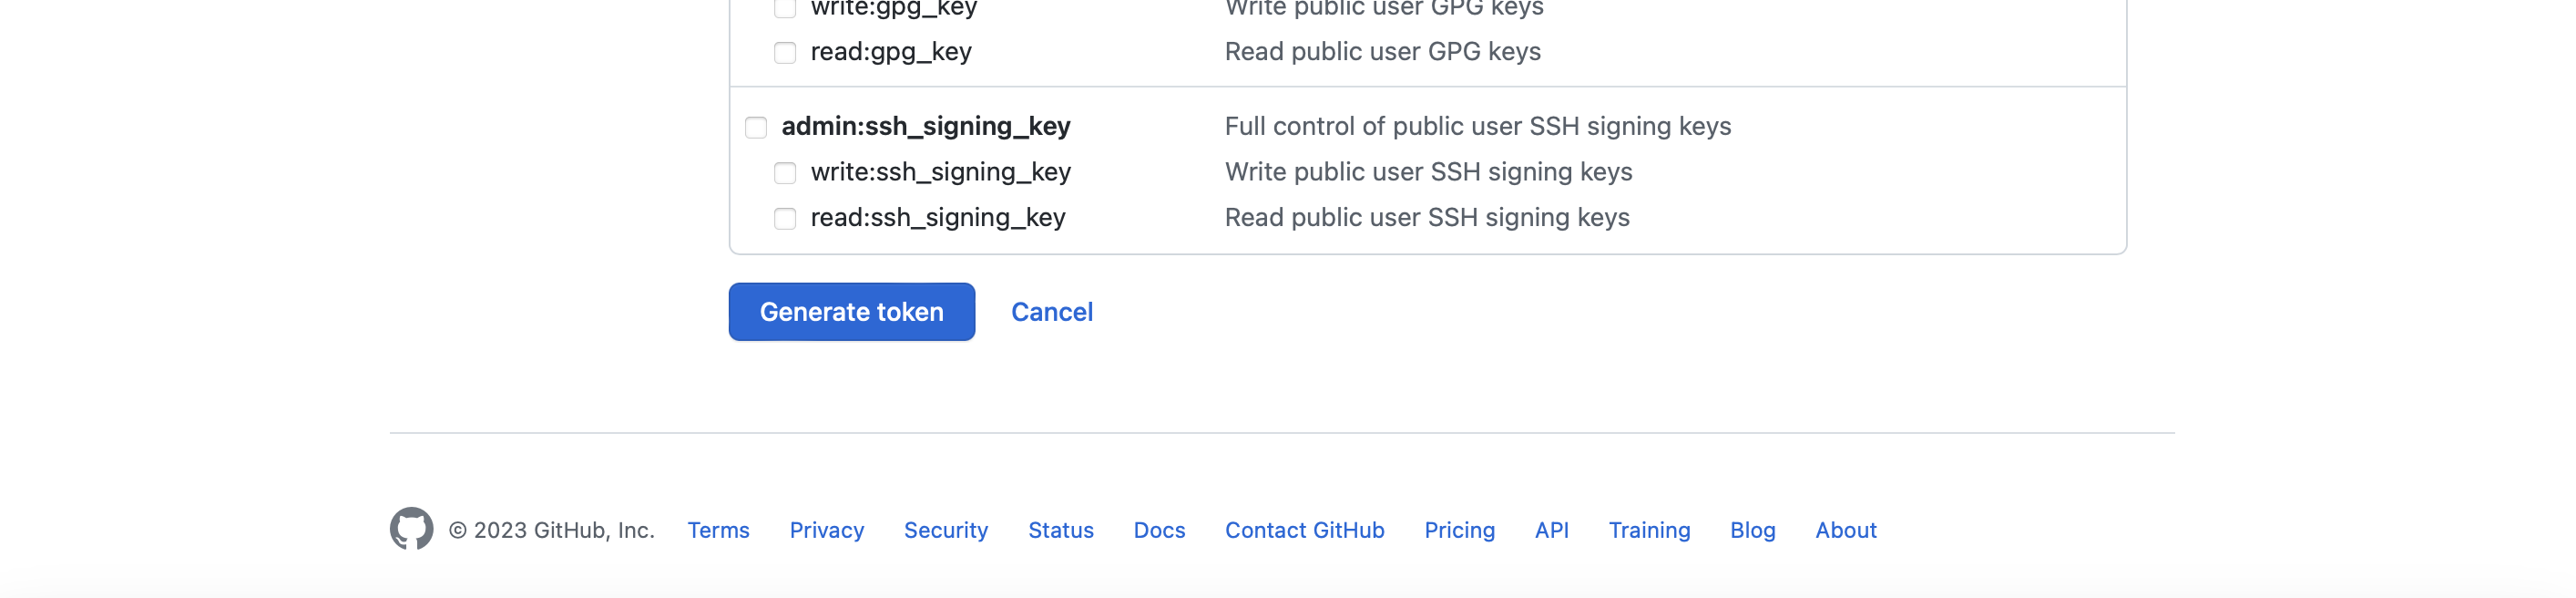 write:gpg_key Write public user GPG keys
read:gpg_key Read public user GPG keys
admin:ssh_signing_key Full control of public user SSH signing keys
write:ssh_signing_key Write public user SSH signing keys
read:ssh_signing_key Read public user SSH signing keys
Generate token Cancel
© 2023 GitHub, Inc. Terms Privacy Security Status Docs Contact GitHub Pricing API Training Blog About